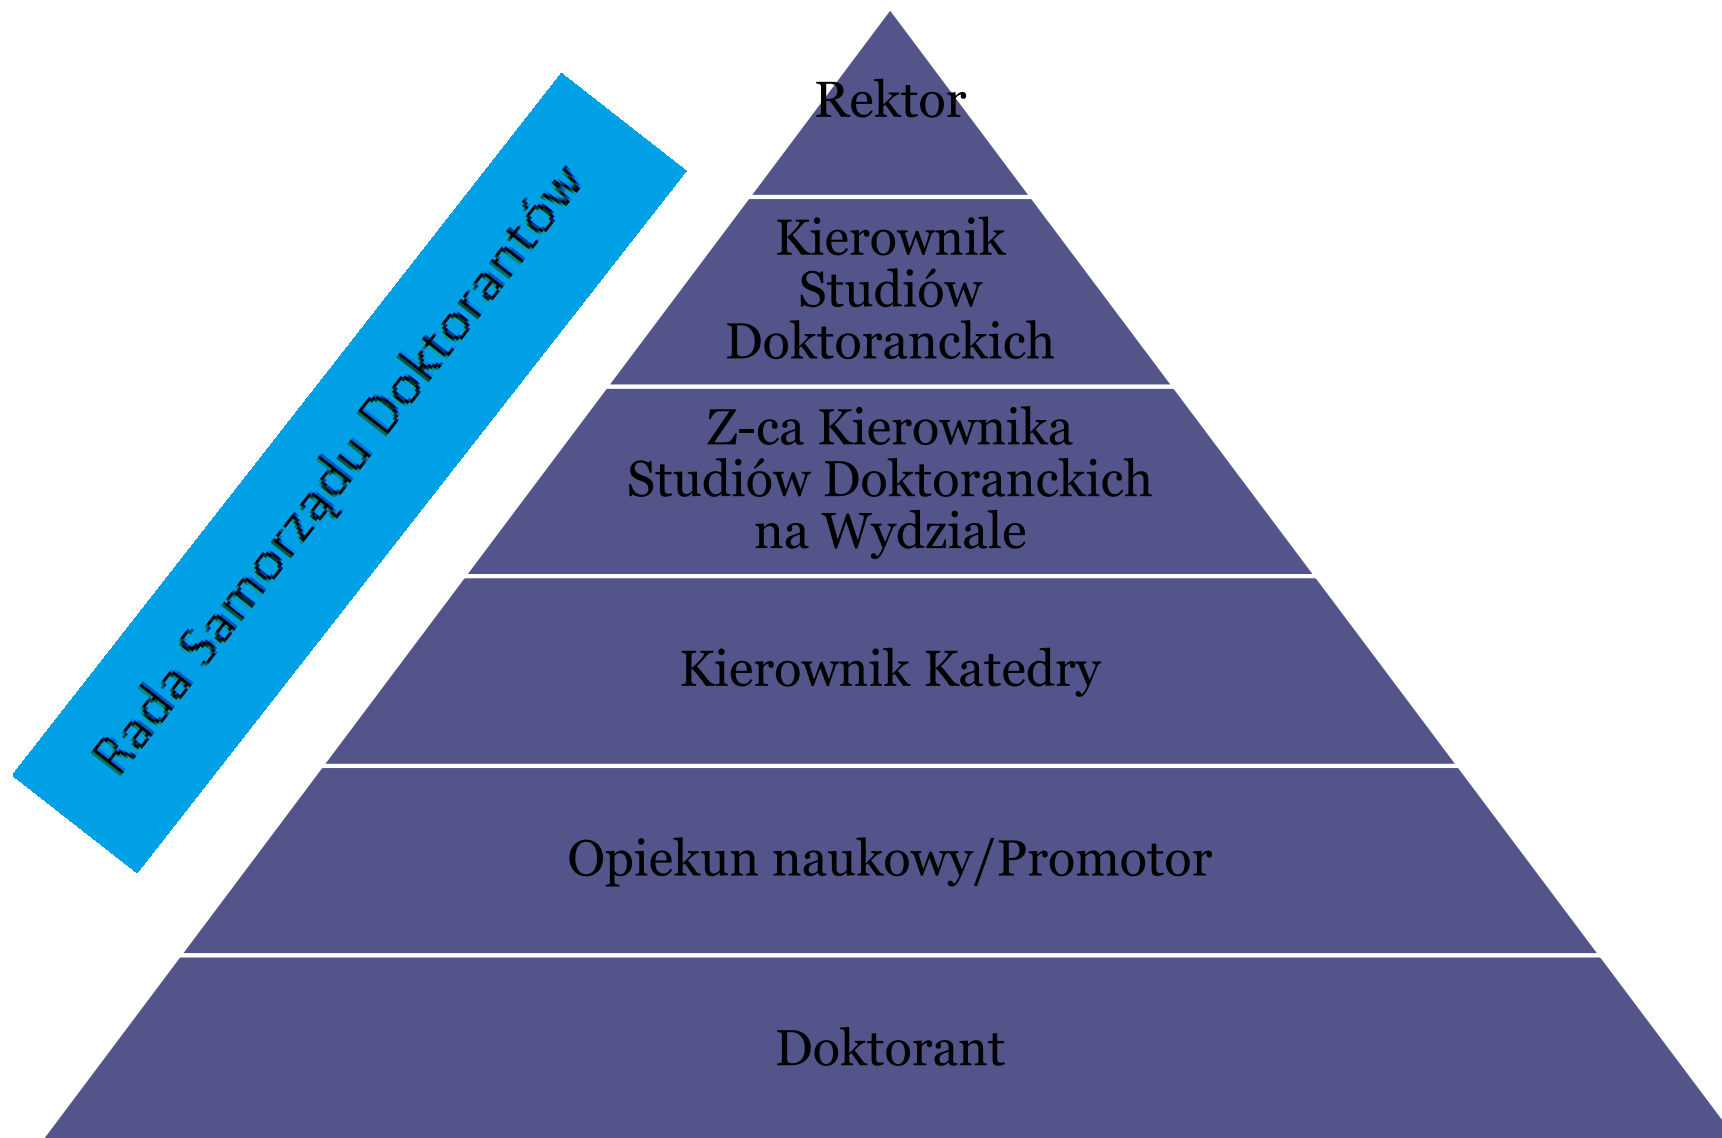 Rektor
Kierownik
Studiów
Doktoranckich
Z-ca Kierownika
Studiów Doktoranckich
na Wydziale
Kierownik Katedry
Opiekun naukowy/Promotor
Doktorant
Rada Samorządu Doktorantów